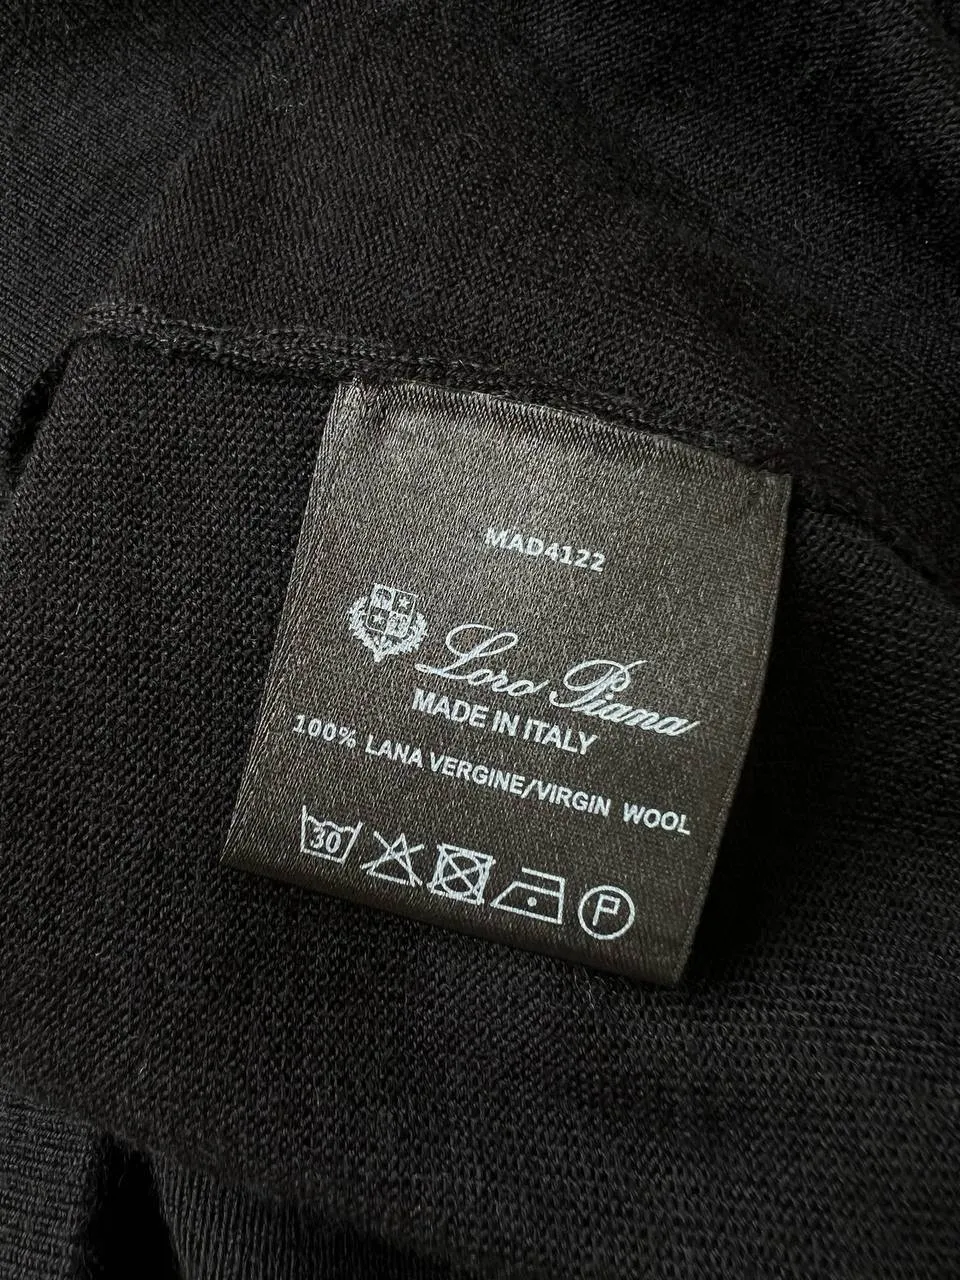 MAD4122
Loro Piana
MADE IN ITALY
100% LANA VERGINE/VIRGIN WOOL
30
P